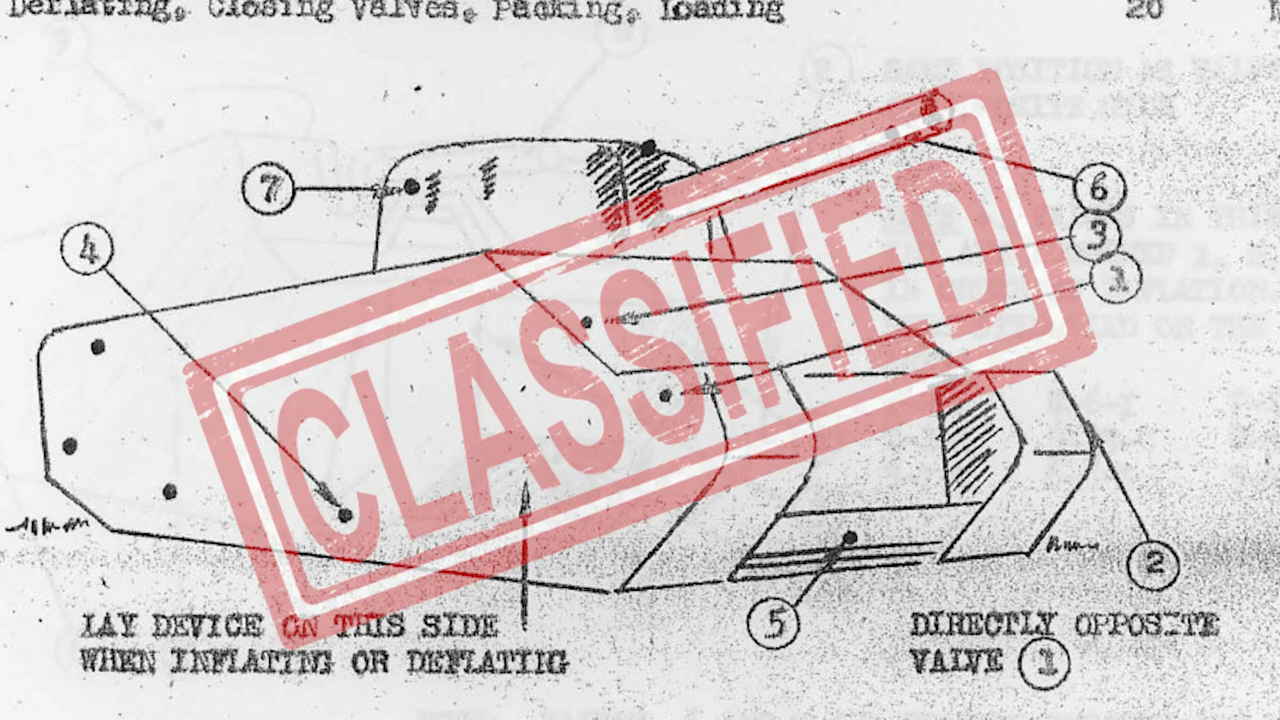 Deflating, Closing Valves, Packing, Loading 20
7
6
4
3
1
CLASSIFIED
2
5
LAY DEVICE ON THIS SIDE
WHEN INFLATING OR DEFLATING
DIRECTLY OPPOSITE
VALVE 1